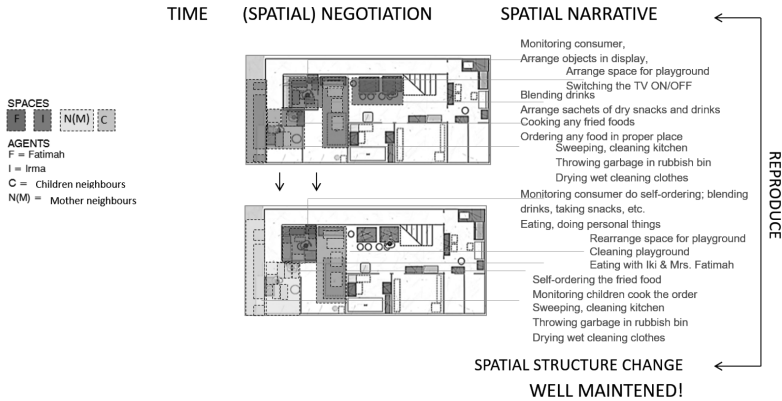 TIME (SPATIAL) NEGOTIATION SPATIAL NARRATIVE
Monitoring consumer,
Arrange objects in display,
Arrange space for playground
Switching the TV ON/OFF
Blending drinks
Arrange sachets of dry snacks and drinks
Cooking any fried foods
Ordering any food in proper place
Sweeping, cleaning kitchen
Throwing garbage in rubbish bin
Drying wet cleaning clothes
SPACES
F I N(M) C
AGENTS
F = Fatimah
I = Irma
C = Children neighbours
N(M) = Mother neighbours
Monitoring consumer do self-ordering; blending
drinks, taking snacks, etc.
Eating, doing personal things
Rearrange space for playground
Cleaning playground
Eating with Iki & Mrs. Fatimah
Self-ordering the fried food
Monitoring children cook the order
Sweeping, cleaning kitchen
Throwing garbage in rubbish bin
Drying wet cleaning clothes
REPRODUCE
SPATIAL STRUCTURE CHANGE
WELL MAINTENED!